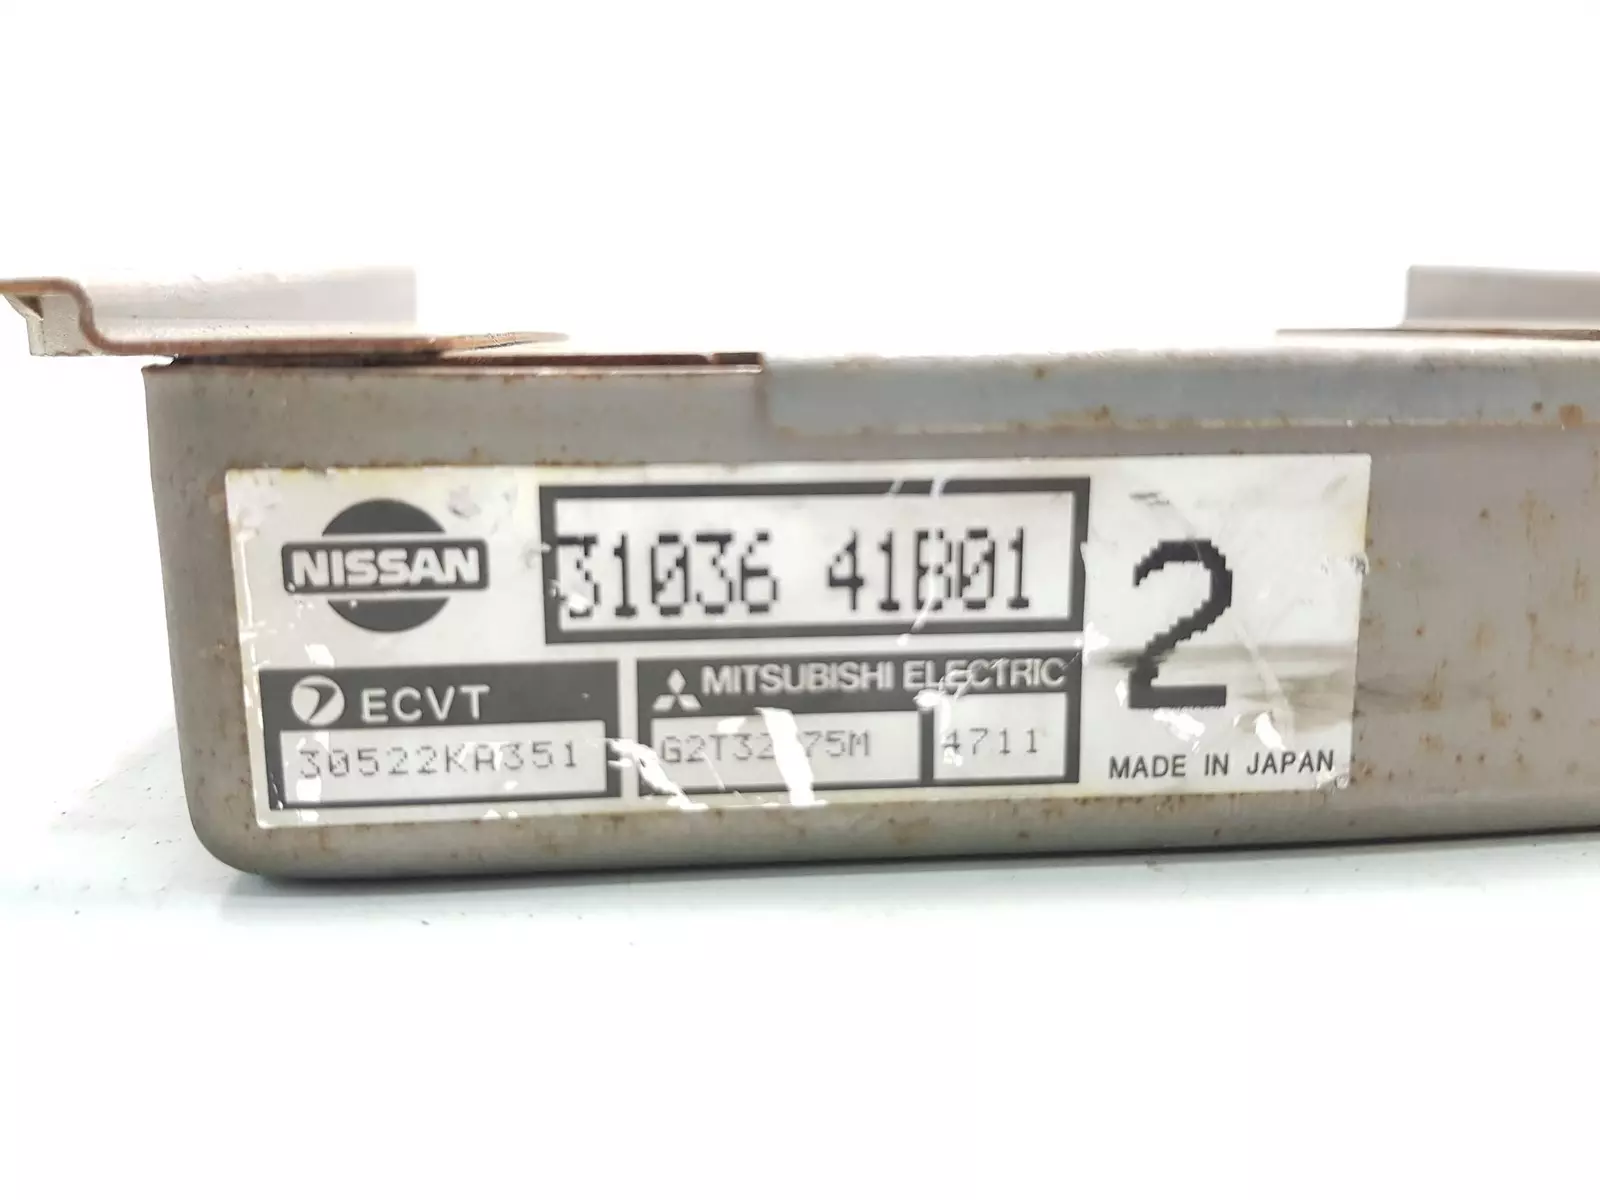 NISSAN
31036 41B01
2
ECVT
30522KA351
MITSUBISHI ELECTRIC
4711
MADE IN JAPAN